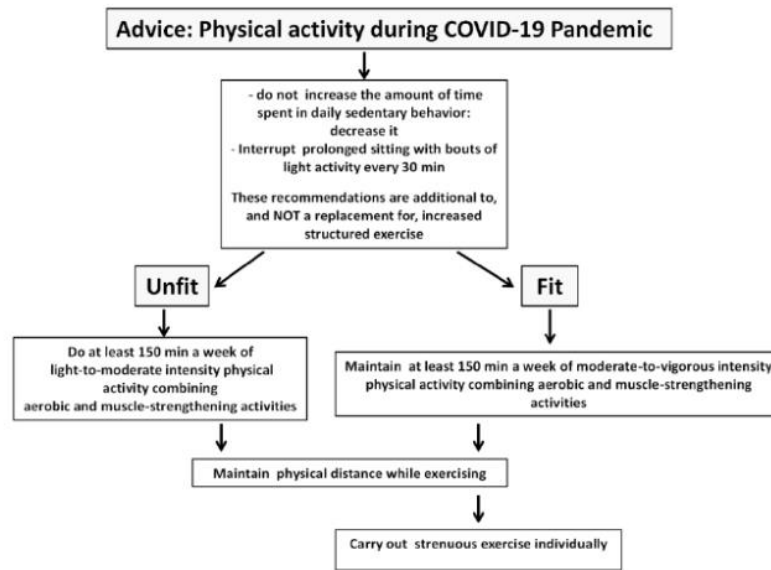 Advice: Physical activity during COVID-19 Pandemic
- do not increase the amount of time
spent in daily sedentary behavior:
decrease it
- Interrupt prolonged sitting with bouts of
light activity every 30 min
These recommendations are additional to,
and NOT a replacement for, increased
structured exercise
Unfit
Fit
Do at least 150 min a week of
light-to-moderate intensity physical
activity combining
aerobic and muscle-strengthening activities
Maintain at least 150 min a week of moderate-to-vigorous intensity
physical activity combining aerobic and muscle-strengthening
activities
Maintain physical distance while exercising
Carry out strenuous exercise individually